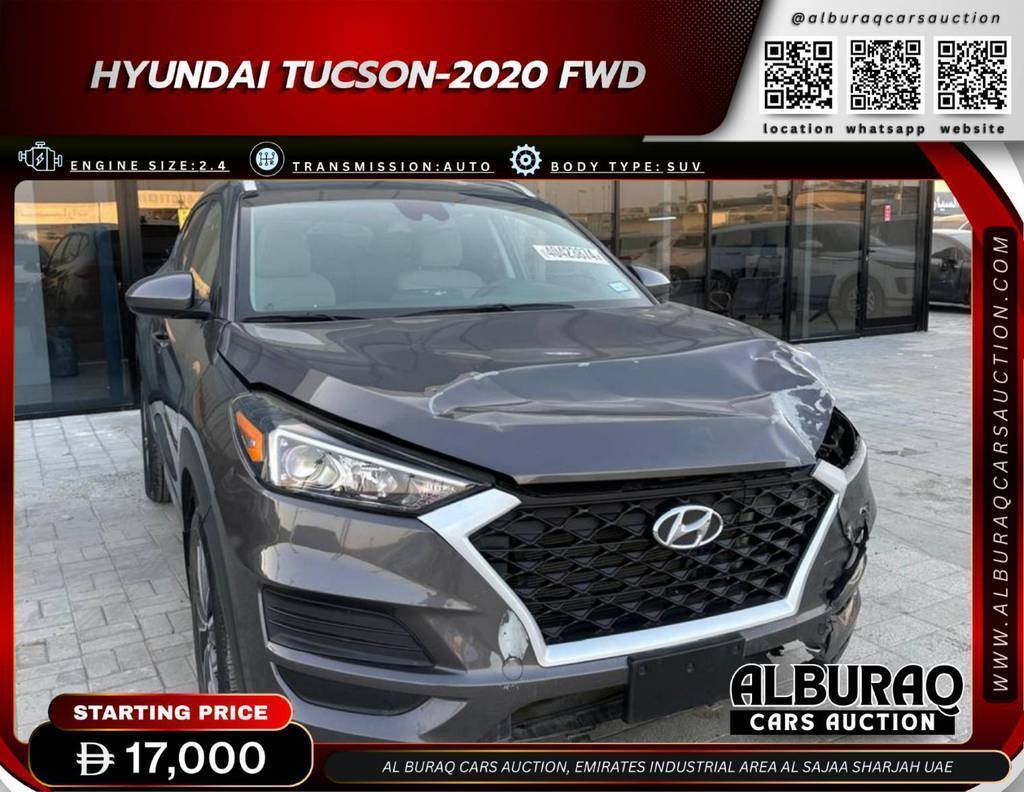 @alburaqcarsauction
HYUNDAI TUCSON-2020 FWD
location whatsapp website
ENGINE SIZE:2.4 TRANSMISSION:AUTO BODY TYPE: SUV
WWW.ALBURAQCARSAUCTION.COM
ALBURAQ
CARS AUCTION
STARTING PRICE
17,000
AL BURAQ CARS AUCTION, EMIRATES INDUSTRIAL AREA AL SAJAA SHARJAH UAE